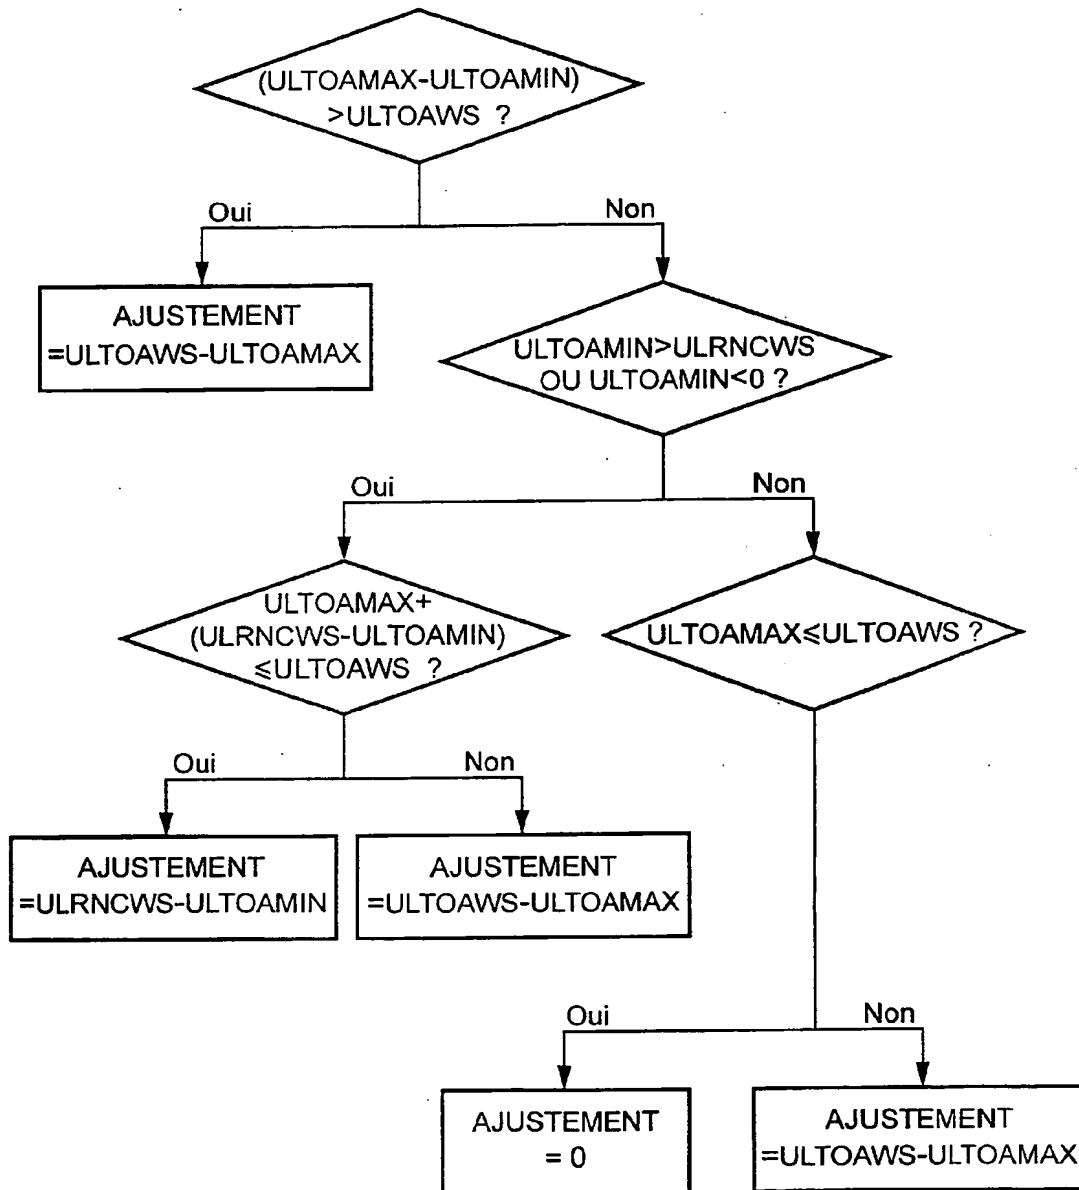 (ULTOAMAX-ULTOAMIN)
>ULTOAWS ?
Oui
Non
AJUSTEMENT
=ULTOAWS-ULTOAMAX
ULTOAMIN>ULRNCWS
OU ULTOAMIN<0 ?
Oui
Non
ULTOAMAX+
(ULRNCWS-ULTOAMIN)
⩽ULTOAWS ?
ULTOAMAX⩽ULTOAWS ?
Oui
Non
AJUSTEMENT
=ULRNCWS-ULTOAMIN
AJUSTEMENT
=ULTOAWS-ULTOAMAX
Oui
Non
AJUSTEMENT
= 0
AJUSTEMENT
=ULTOAWS-ULTOAMAX